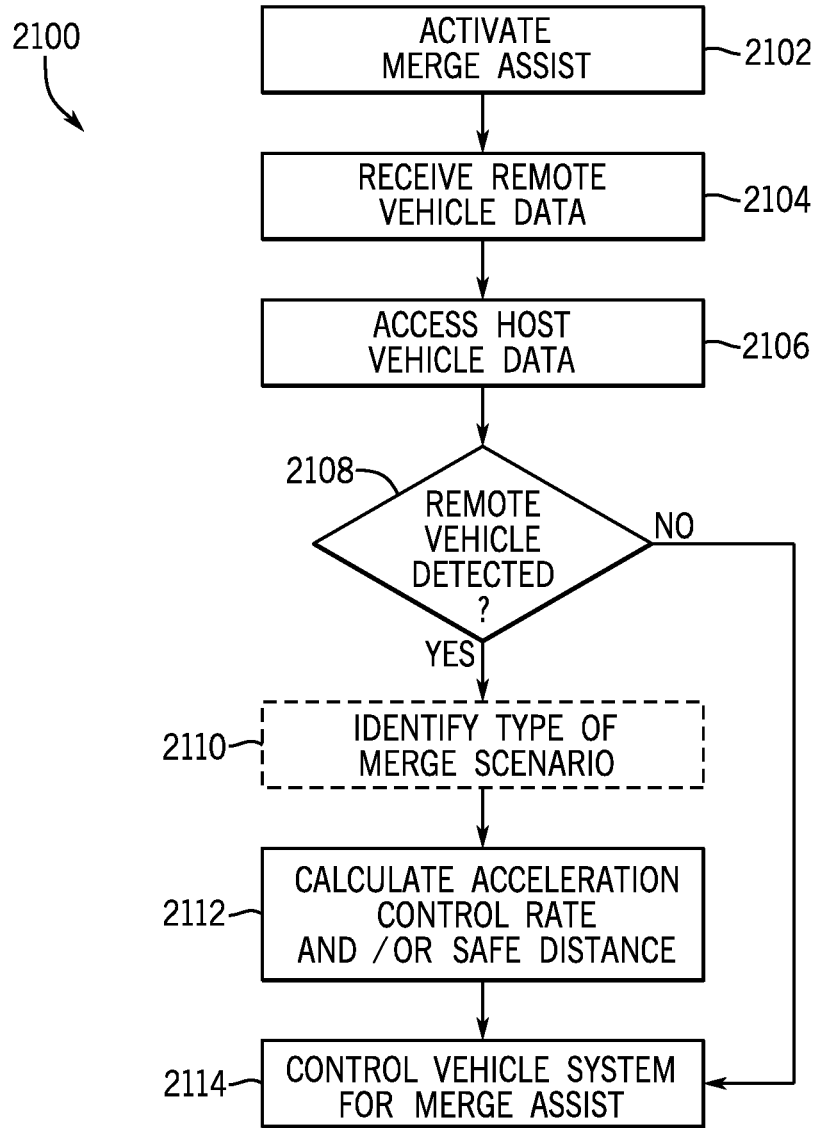 2100
ACTIVATE
MERGE ASSIST
2102
RECEIVE REMOTE
VEHICLE DATA
2104
ACCESS HOST
VEHICLE DATA
2106
2108
REMOTE
VEHICLE
DETECTED
?
NO
YES
2110
IDENTIFY TYPE OF
MERGE SCENARIO
2112
CALCULATE ACCELERATION
CONTROL RATE
AND /OR SAFE DISTANCE
2114
CONTROL VEHICLE SYSTEM
FOR MERGE ASSIST